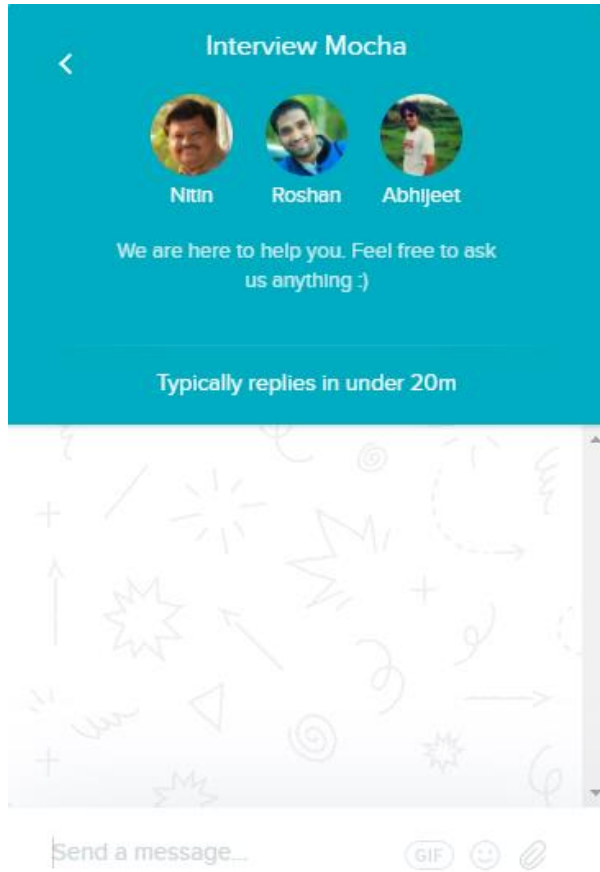 Interview Mocha
Nitin Roshan Abhijeet
We are here to help you. Feel free to ask
us anything :)
Typically replies in under 20m
Send a message...
GIF